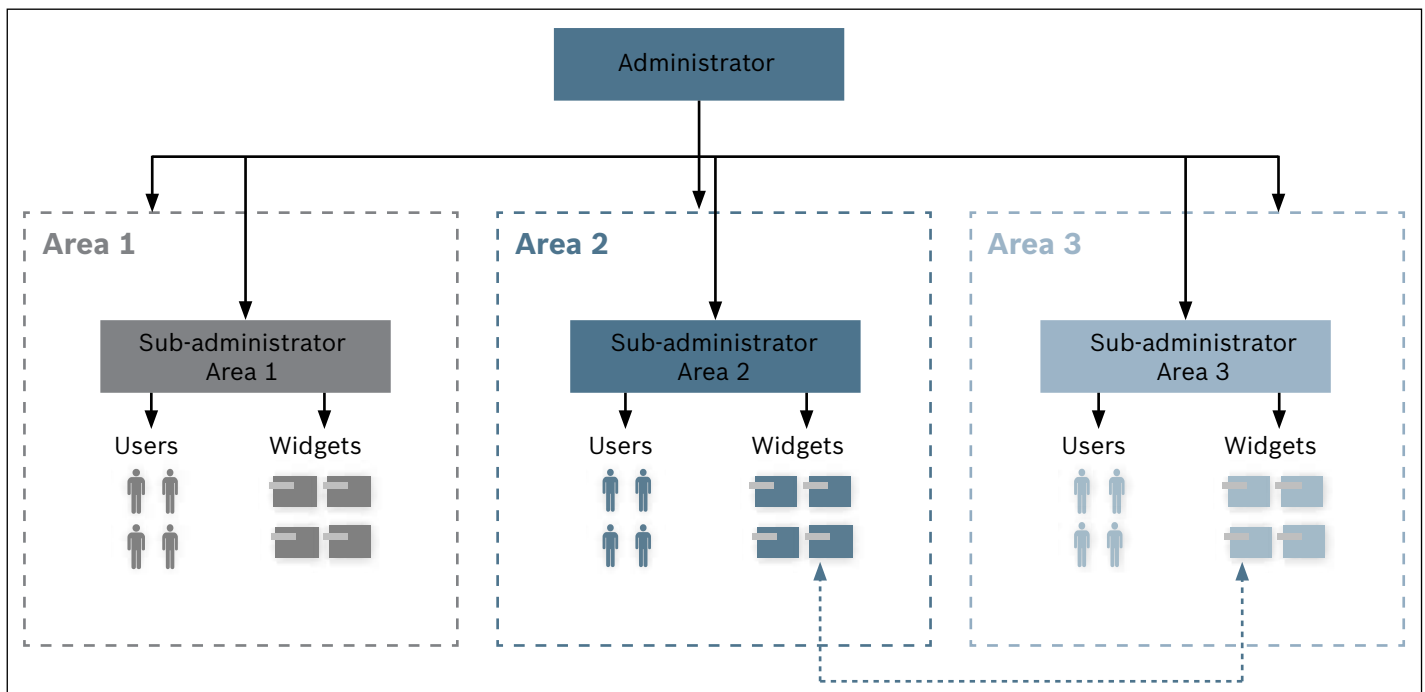 Administrator
Area 1
Area 2
Area 3
Sub-administrator
Area 1
Sub-administrator
Area 2
Sub-administrator
Area 3
Users
Widgets
Users
Widgets
Users
Widgets